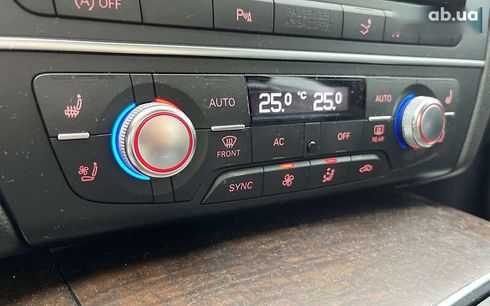 ab.ua
OFF
P
AUTO
25.0 °C 25.0
AUTO
FRONT
AC
OFF
REAR
SYNC